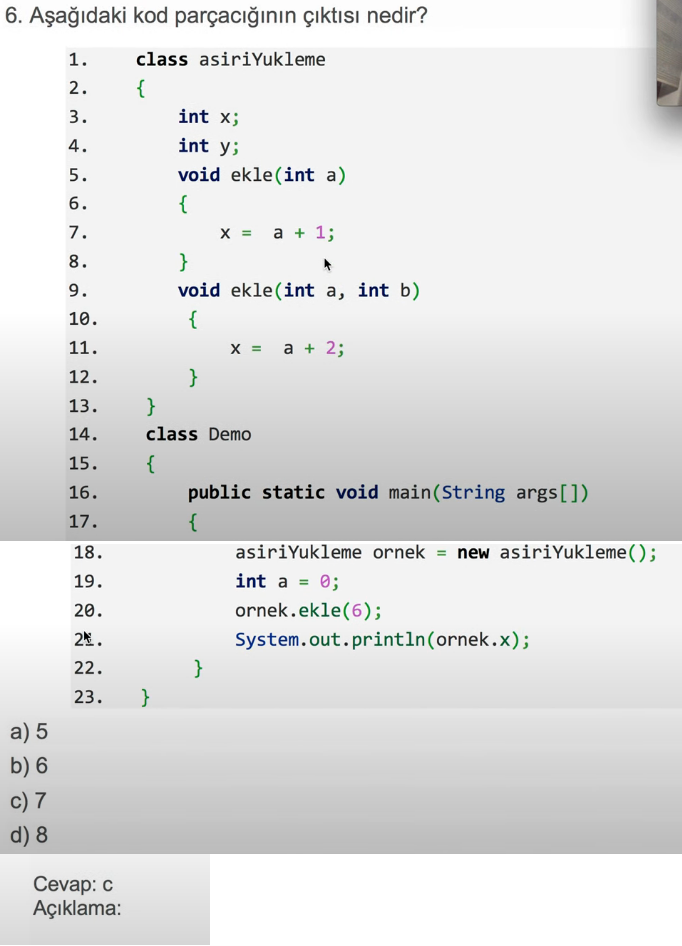 6. Aşağıdaki kod parçacığının çıktısı nedir?
1. class asiriYukleme
2. {
3. int x;
4. int y;
5. void ekle(int a)
6. {
7. x = a + 1;
8. }
9. void ekle(int a, int b)
10. {
11. x = a + 2;
12. }
13. }
14. class Demo
15. {
16. public static void main(String args[])
17. {
18. asiriYukleme ornek = new asiriYukleme();
19. int a = 0;
20. ornek.ekle(6);
21. System.out.println(ornek.x);
22. }
23. }
a) 5
b) 6
c) 7
d) 8
Cevap: c
Açıklama: